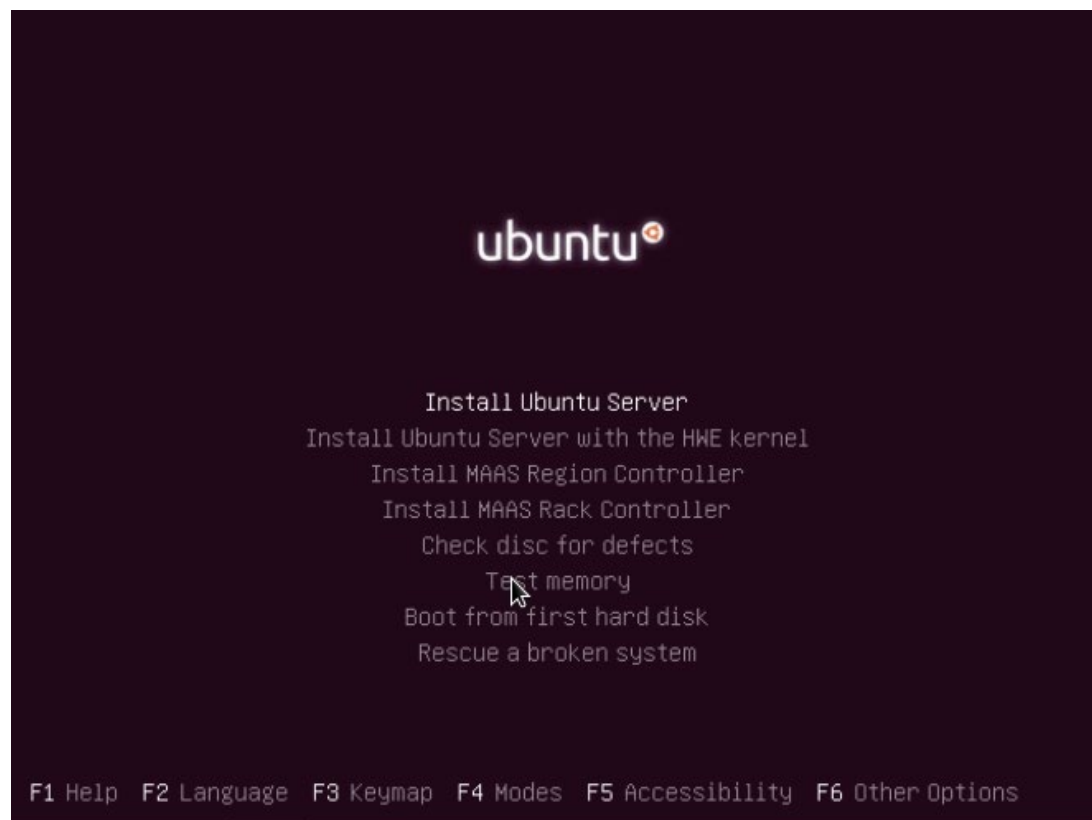 ubuntu
Install Ubuntu Server
Install Ubuntu Server with the HWE kernel
Install MAAS Region Controller
Install MAAS Rack Controller
Check disc for defects
Test memory
Boot from first hard disk
Rescue a broken system
F1 Help F2 Language F3 Keymap F4 Modes F5 Accessibility F6 Other Options